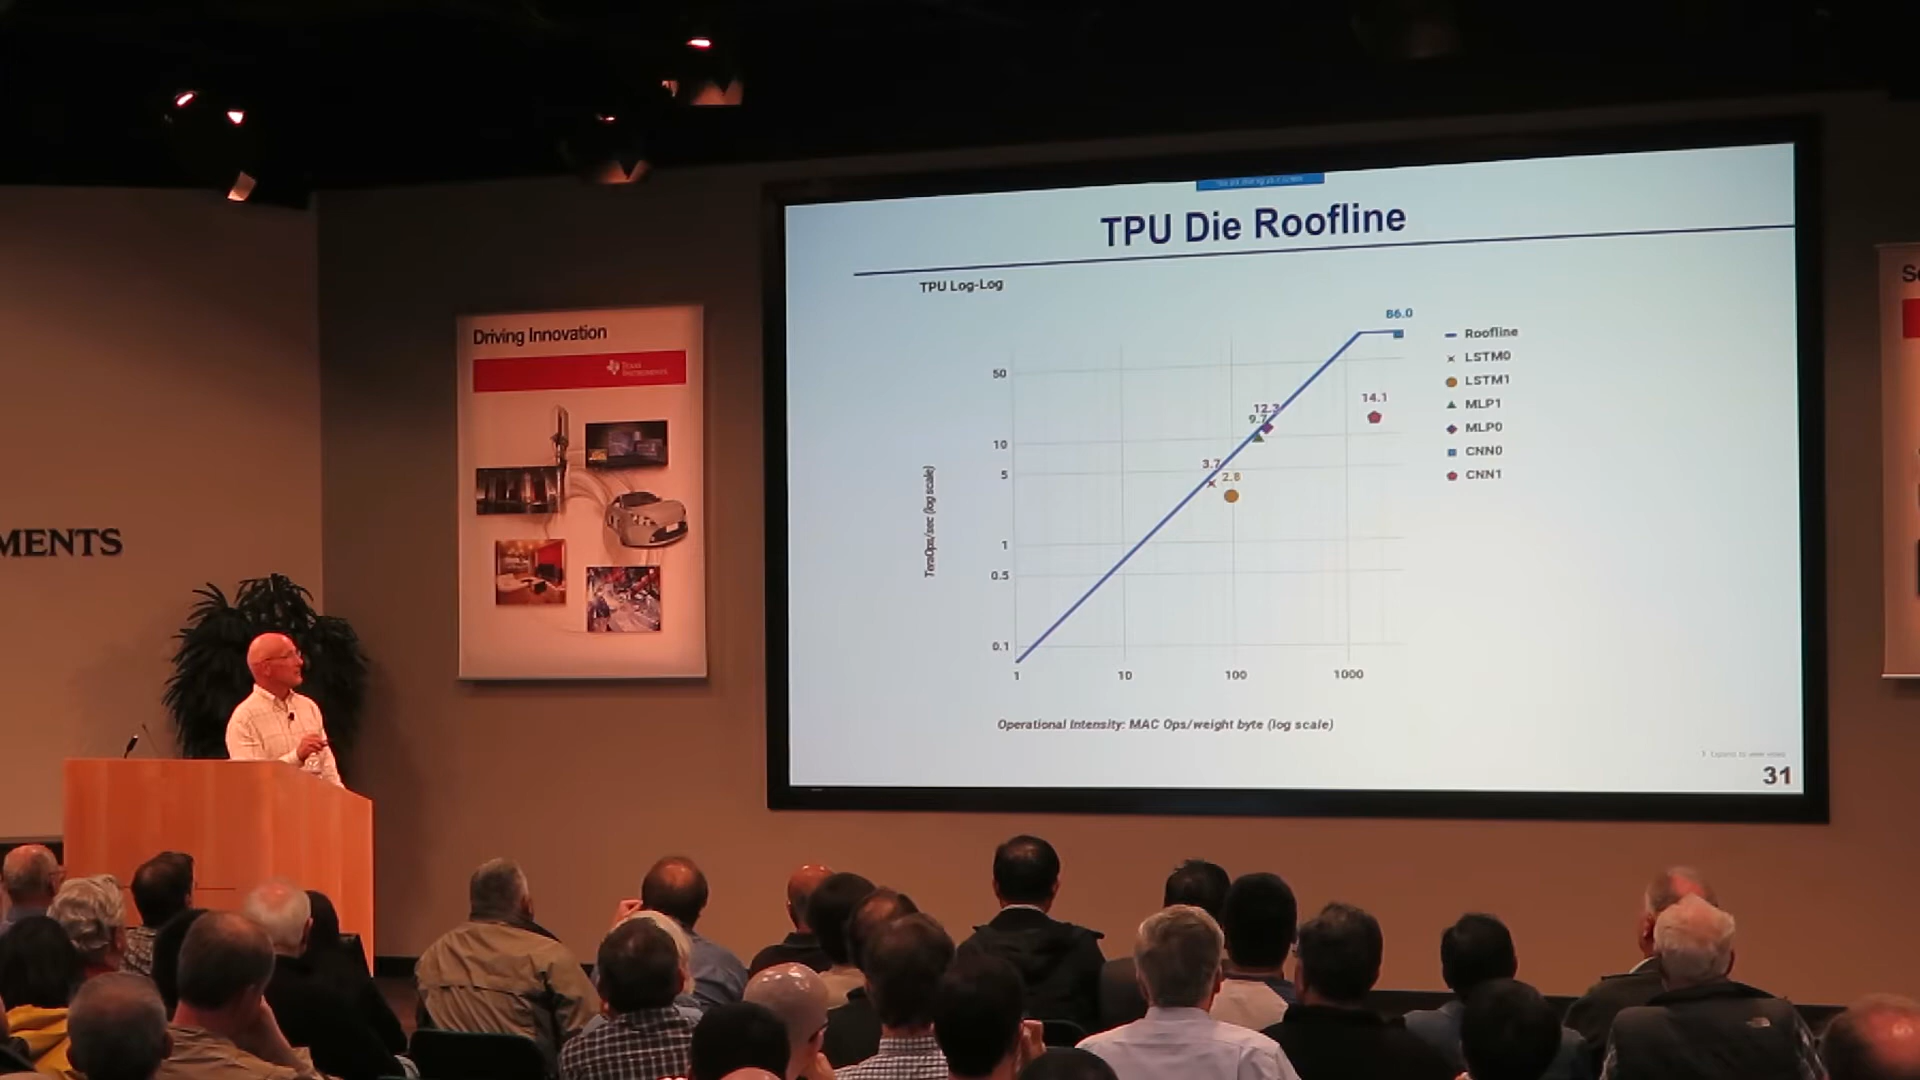 MENTS
Driving Innovation
TEXAS
INSTRUMENTS
TPU Die Roofline
TPU Log-Log
86.0
14.1
12.3
9.7
3.7
2.8
50
10
5
1
0.5
0.1
TeraOps/sec (log scale)
1 10 100 1000
Operational Intensity: MAC Ops/weight byte (log scale)
Roofline
LSTM0
LSTM1
MLP1
MLP0
CNN0
CNN1
31